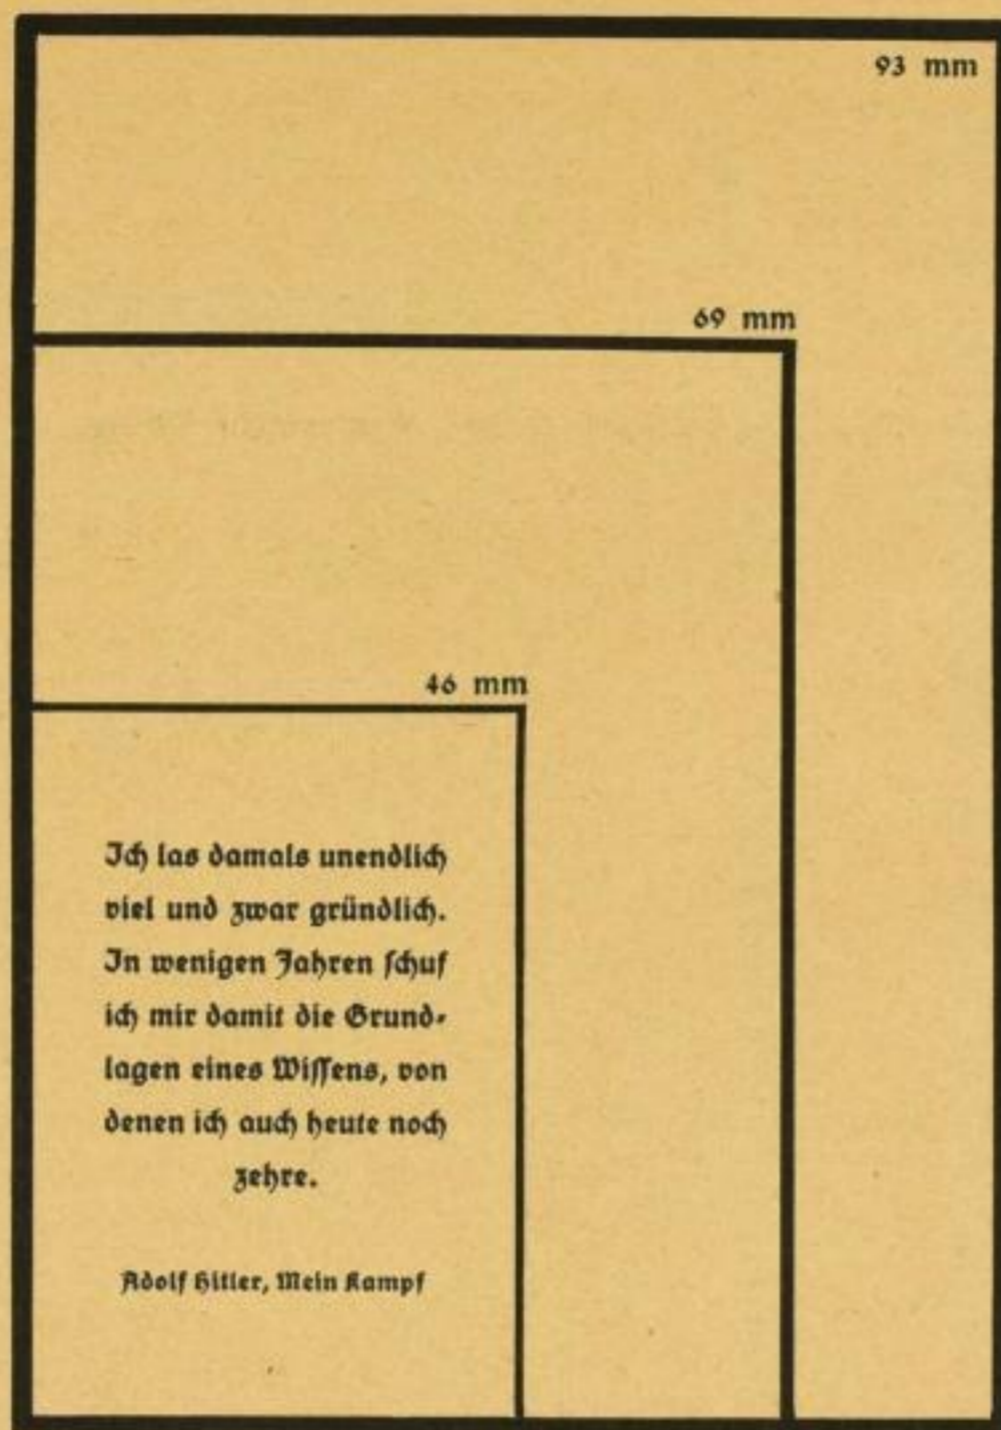 93 mm
69 mm
46 mm
Ich las damals unendlich
viel und zwar gründlich.
In wenigen Jahren ſchuf
ich mir damit die Grund-
lagen eines Wiſſens, von
denen ich auch heute noch
zehre.
Adolf Hitler, Mein Kampf